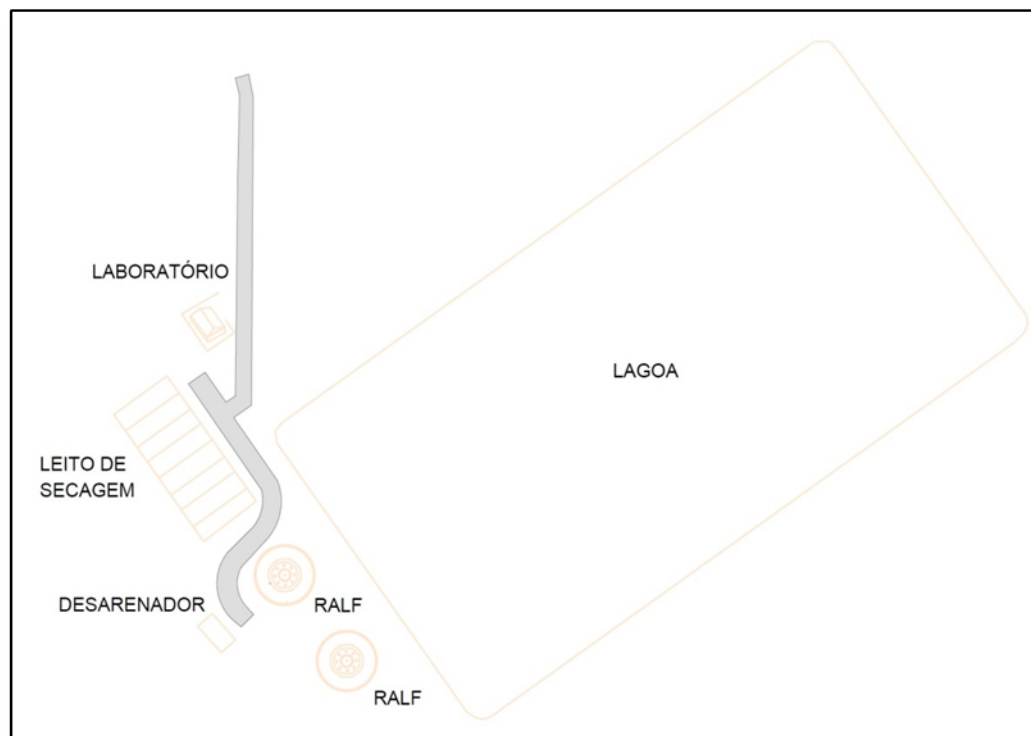 LABORATÓRIO
LAGOA
LEITO DE
SECAGEM
DESARENADOR
RALF
RALF